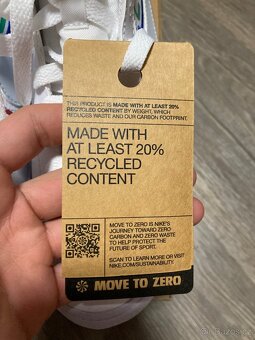 THIS PRODUCT IS MADE WITH AT LEAST 20%
RECYCLED CONTENT BY WEIGHT, WHICH
REDUCES WASTE AND OUR CARBON FOOTPRINT.
MADE WITH
AT LEAST 20%
RECYCLED
CONTENT
MOVE TO ZERO IS NIKE'S
JOURNEY TOWARD ZERO
CARBON AND ZERO WASTE
TO HELP PROTECT THE
FUTURE OF SPORT.
SCAN TO LEARN MORE OR VISIT
NIKE.COM/SUSTAINABILITY.
MOVE TO ZERO